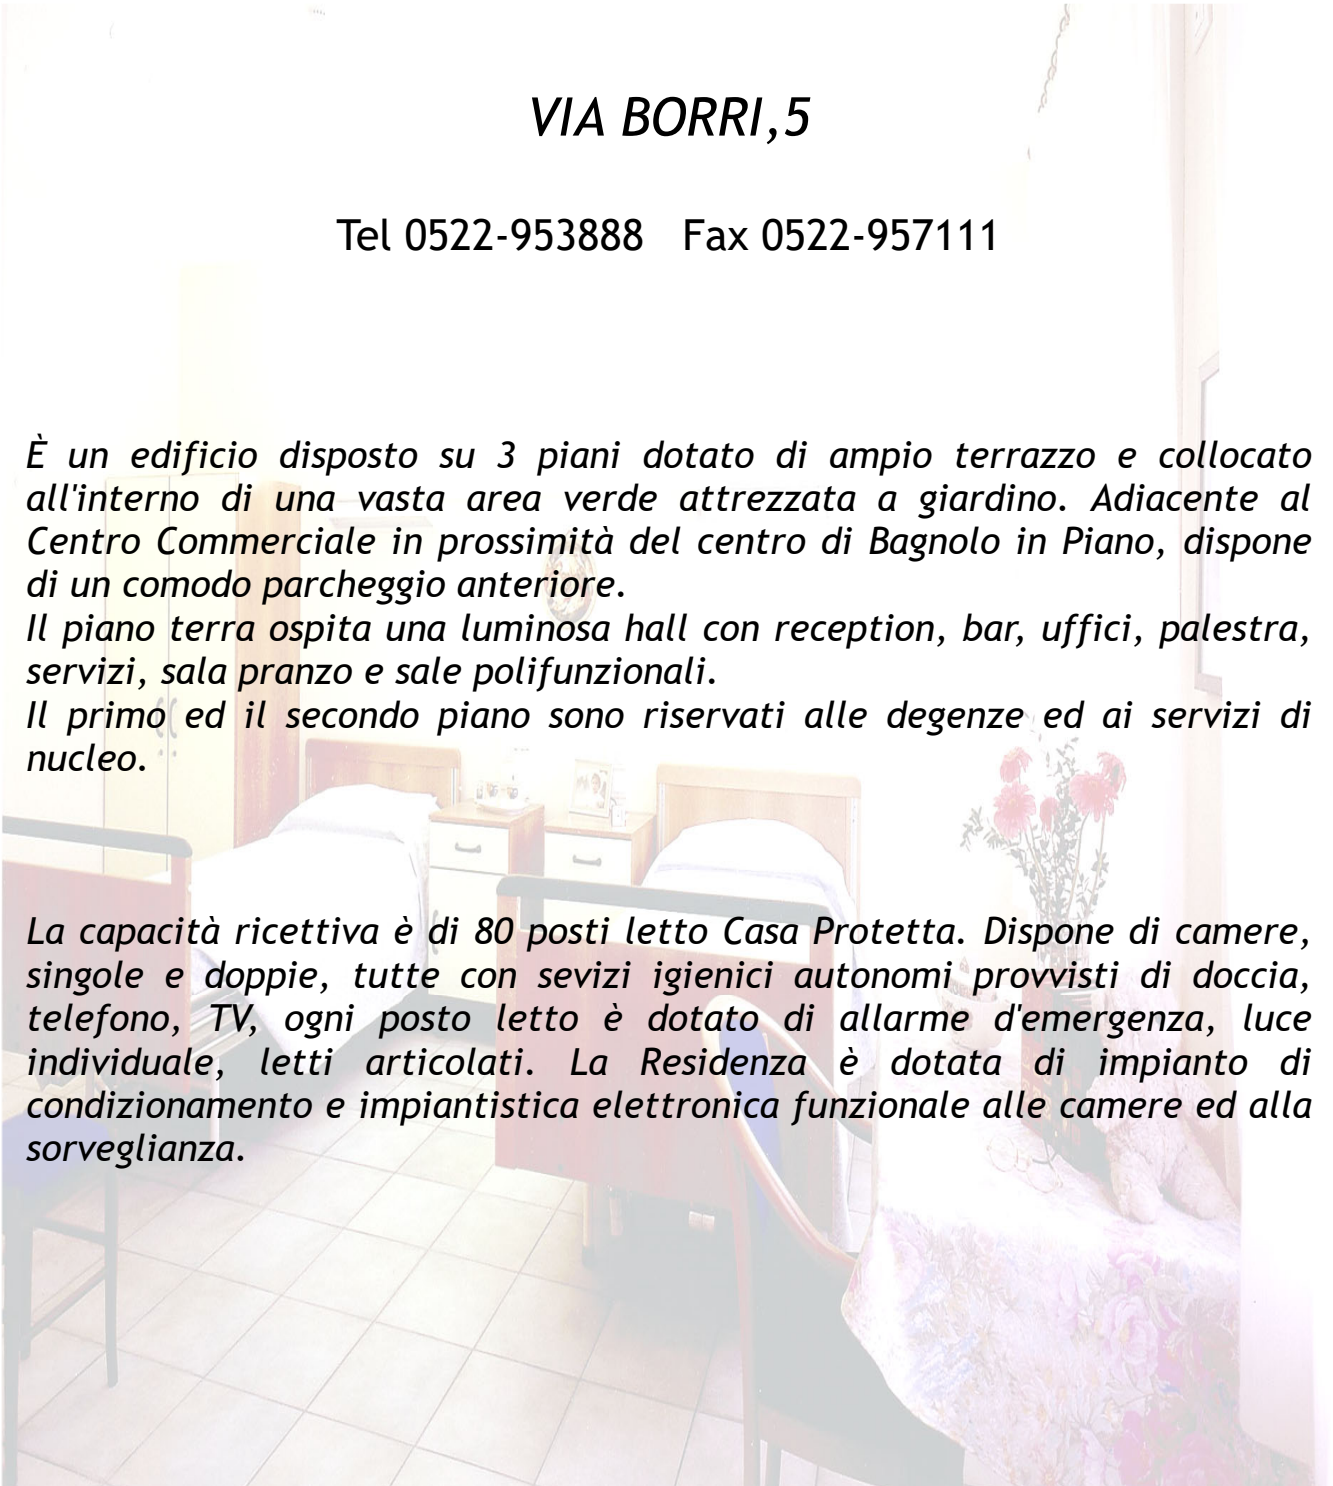 VIA BORRI,5
Tel 0522-953888 Fax 0522-957111
È un edificio disposto su 3 piani dotato di ampio terrazzo e collocato
all'interno di una vasta area verde attrezzata a giardino. Adiacente al
Centro Commerciale in prossimità del centro di Bagnolo in Piano, dispone
di un comodo parcheggio anteriore.
Il piano terra ospita una luminosa hall con reception, bar, uffici, palestra,
servizi, sala pranzo e sale polifunzionali.
Il primo ed il secondo piano sono riservati alle degenze ed ai servizi di
nucleo.
La capacità ricettiva è di 80 posti letto Casa Protetta. Dispone di camere,
singole e doppie, tutte con sevizi igienici autonomi provvisti di doccia,
telefono, TV, ogni posto letto è dotato di allarme d'emergenza, luce
individuale, letti articolati. La Residenza è dotata di impianto di
condizionamento e impiantistica elettronica funzionale alle camere ed alla
sorveglianza.